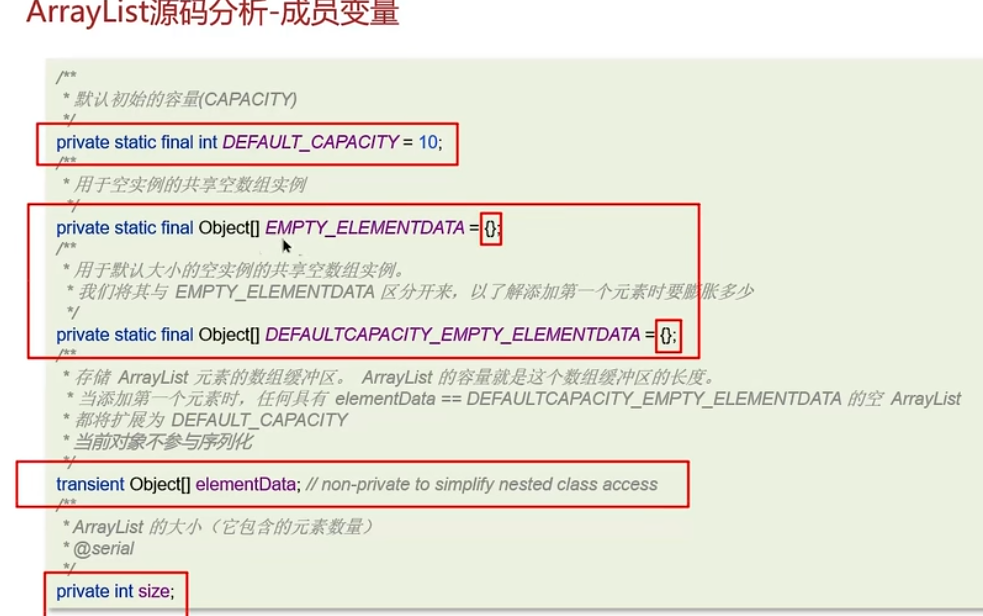 ArrayList源码分析-成员变量
/**
* 默认初始的容量(CAPACITY)
*/
private static final int DEFAULT_CAPACITY = 10;
/**
* 用于空实例的共享空数组实例
*/
private static final Object[] EMPTY_ELEMENTDATA = {};
/**
* 用于默认大小的空实例的共享空数组实例。
* 我们将其与 EMPTY_ELEMENTDATA 区分开来，以了解添加第一个元素时要膨胀多少
*/
private static final Object[] DEFAULTCAPACITY_EMPTY_ELEMENTDATA = {};
/**
* 存储 ArrayList 元素的数组缓冲区。 ArrayList 的容量就是这个数组缓冲区的长度。
* 当添加第一个元素时，任何具有 elementData == DEFAULTCAPACITY_EMPTY_ELEMENTDATA 的空 ArrayList
* 都将扩展为 DEFAULT_CAPACITY
* 当前对象不参与序列化
*/
transient Object[] elementData; // non-private to simplify nested class access
/**
* ArrayList 的大小（它包含的元素数量）
* @serial
*/
private int size;